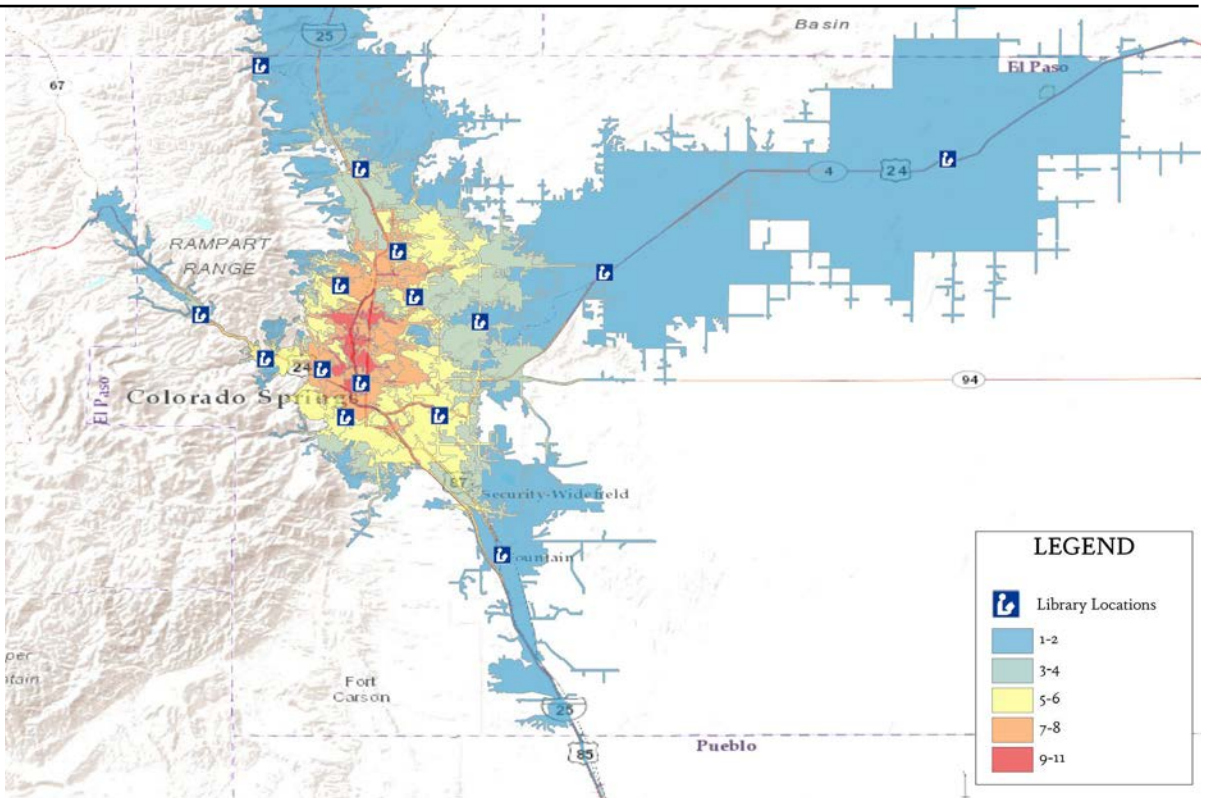 Basin
25
El Paso
67
4
24
RAMPART
RANGE
24
94
El Paso
Colorado Springs
87
Security-Widefield
Fountain
LEGEND
Library Locations
1-2
3-4
5-6
7-8
9-11
Fort
Carson
25
Pueblo
85